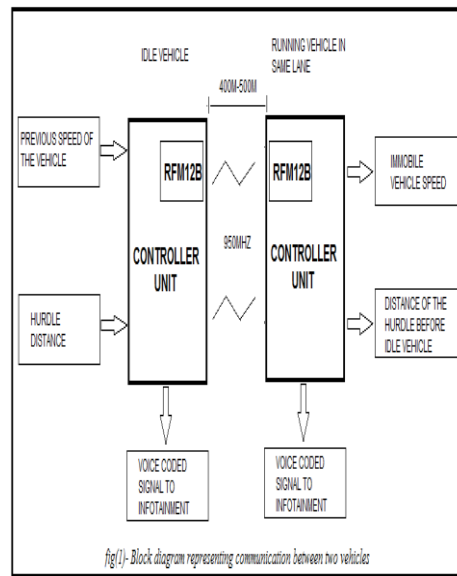 IDLE VEHICLE
RUNNING VEHICLE IN
SAME LANE
400M-500M
PREVIOUS SPEED OF
THE VEHICLE
RFM12B
RFM12B
IMMOBILE
VEHICLE SPEED
CONTROLLER
UNIT
950MHZ
CONTROLLER
UNIT
HURDLE
DISTANCE
DISTANCE OF THE
HURDLE BEFORE
IDLE VEHICLE
VOICE CODED
SIGNAL TO
INFOTAINMENT
VOICE CODED
SIGNAL TO
INFOTAINMENT
fig(1)- Block diagram representing communication between two vehicles